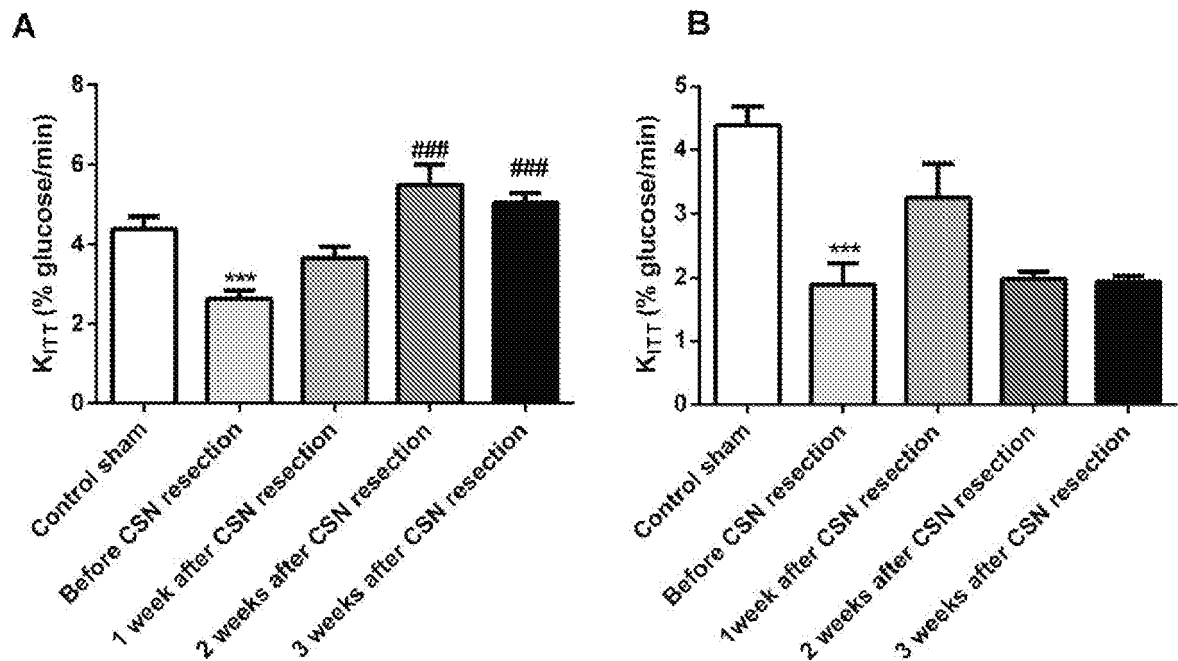 A
K_ITT (% glucose/min)
8
6
4
2
0
***
###
###
Control sham
Before CSN resection
1 week after CSN resection
2 weeks after CSN resection
3 weeks after CSN resection
B
K_ITT (% glucose/min)
5
4
3
2
1
0
***
Control sham
Before CSN resection
1week after CSN resection
2 weeks after CSN resection
3 weeks after CSN resection